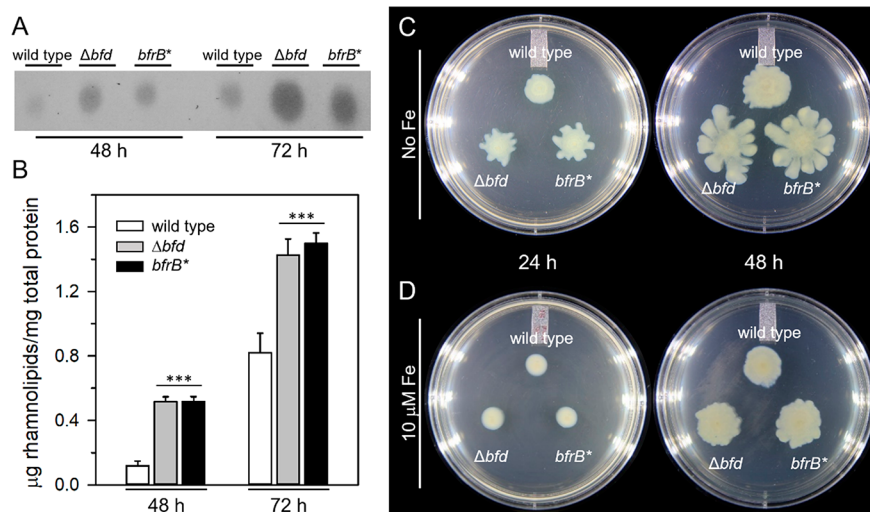 A
wild type Δbfd bfrB* wild type Δbfd bfrB*
48 h 72 h
B
μg rhamnolipids/mg total protein
1.6
1.2
0.8
0.4
0.0
wild type
Δbfd
bfrB*
***
***
48 h 72 h
C
No Fe
wild type
Δbfd bfrB*
wild type
Δbfd bfrB*
24 h 48 h
D
10 μM Fe
wild type
Δbfd bfrB*
wild type
Δbfd bfrB*